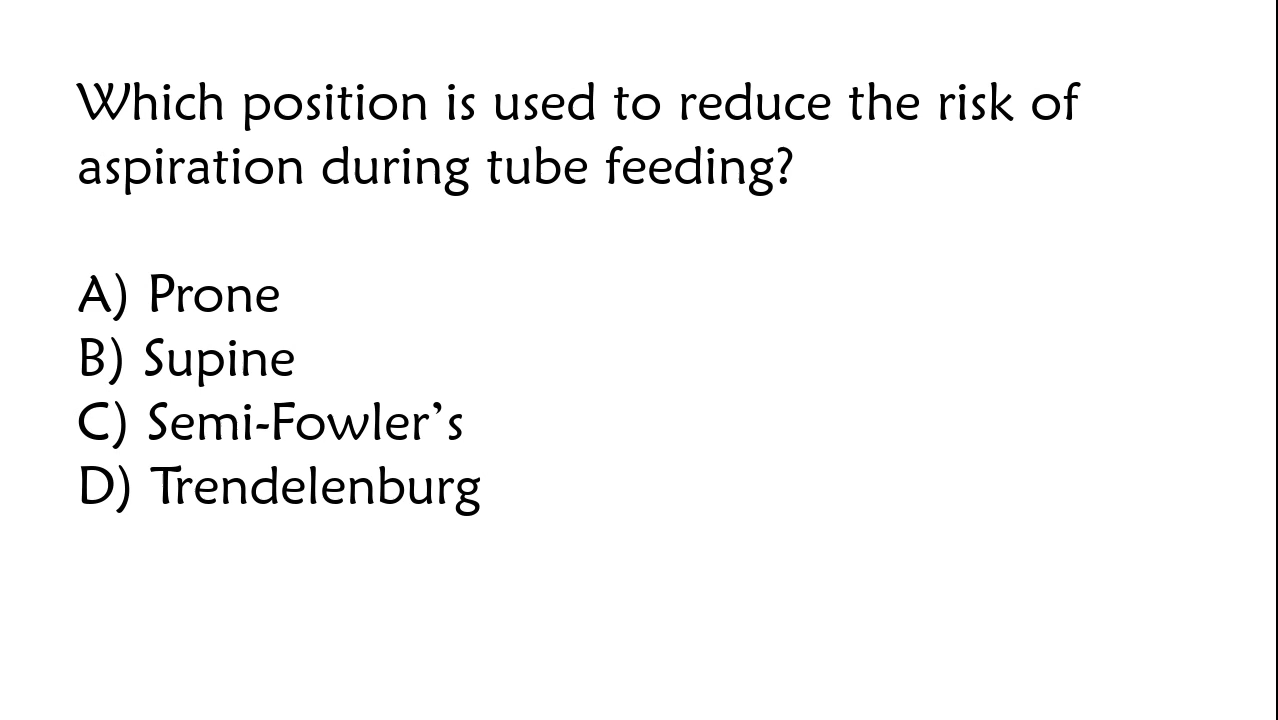 Which position is used to reduce the risk of
aspiration during tube feeding?
A) Prone
B) Supine
C) Semi-Fowler’s
D) Trendelenburg